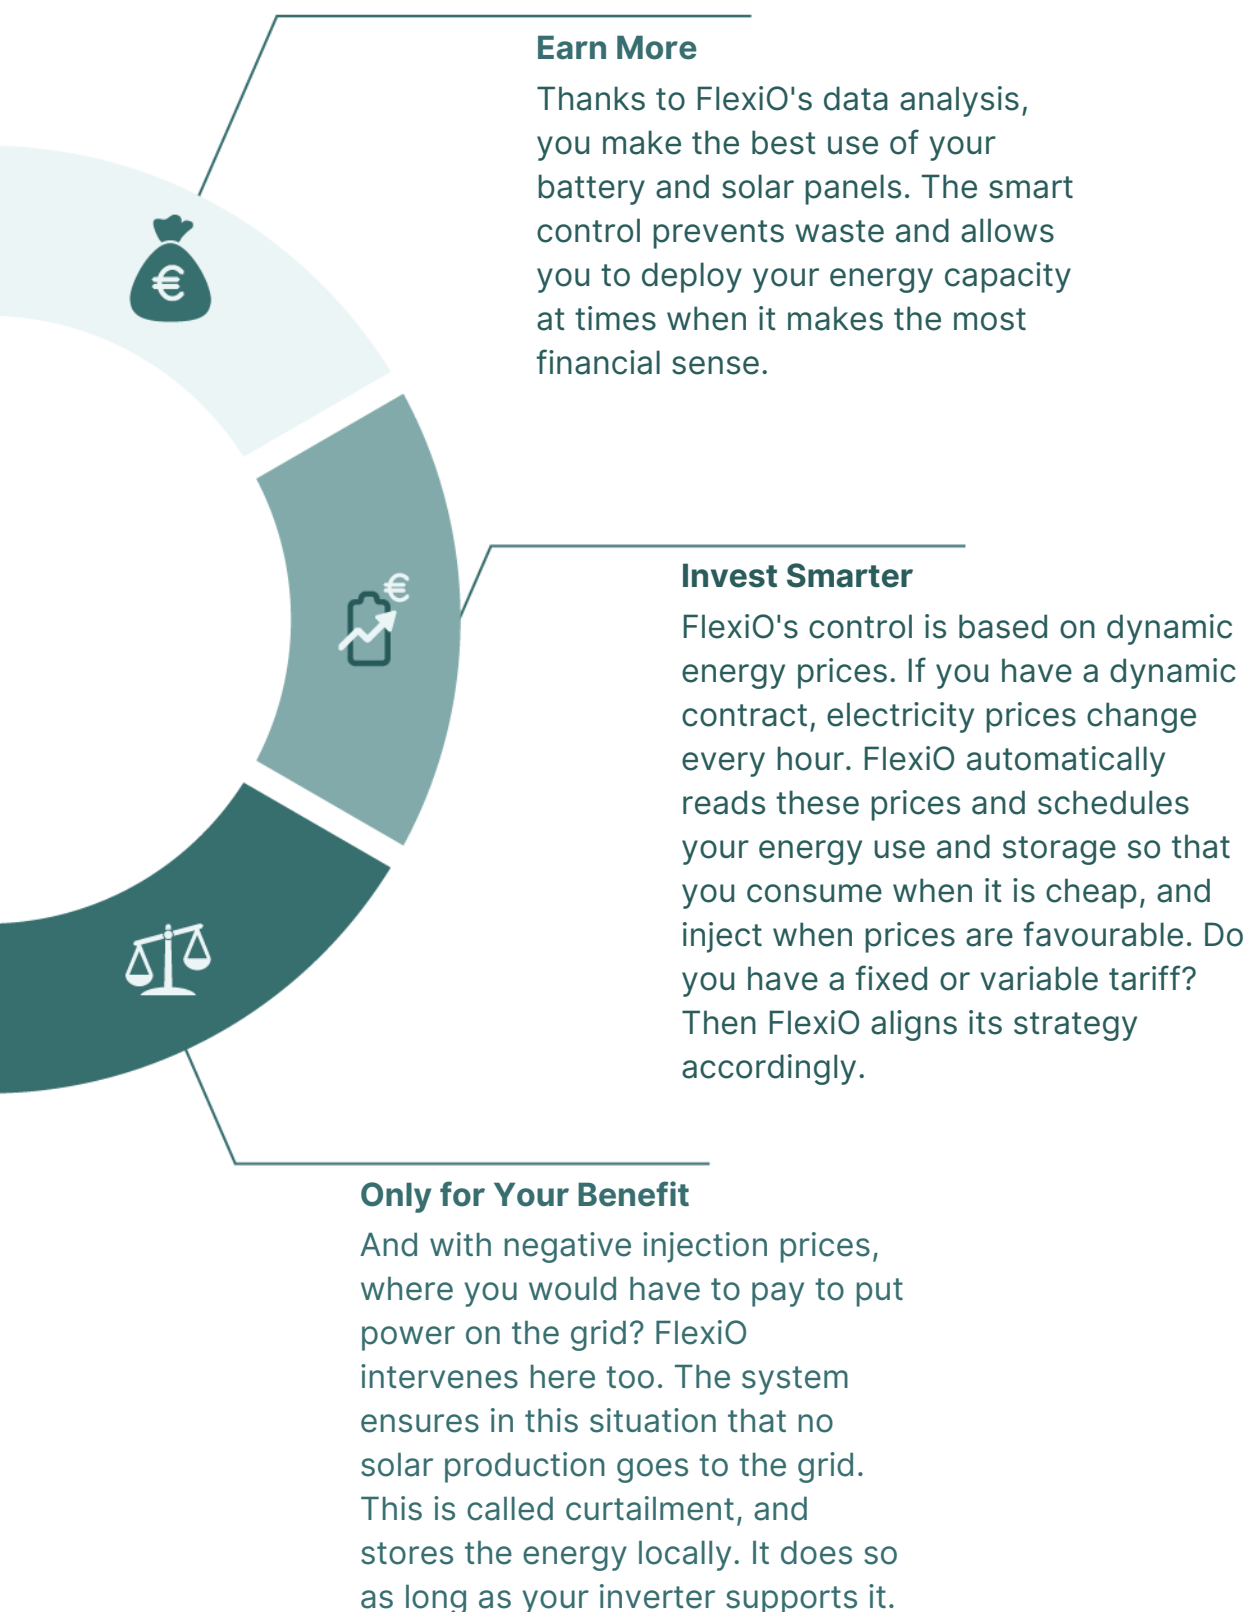 Earn More
Thanks to FlexiO's data analysis,
you make the best use of your
battery and solar panels. The smart
control prevents waste and allows
you to deploy your energy capacity
at times when it makes the most
financial sense.
€
€
Invest Smarter
FlexiO's control is based on dynamic
energy prices. If you have a dynamic
contract, electricity prices change
every hour. FlexiO automatically
reads these prices and schedules
your energy use and storage so that
you consume when it is cheap, and
inject when prices are favourable. Do
you have a fixed or variable tariff?
Then FlexiO aligns its strategy
accordingly.
Only for Your Benefit
And with negative injection prices,
where you would have to pay to put
power on the grid? FlexiO
intervenes here too. The system
ensures in this situation that no
solar production goes to the grid.
This is called curtailment, and
stores the energy locally. It does so
as long as your inverter supports it.